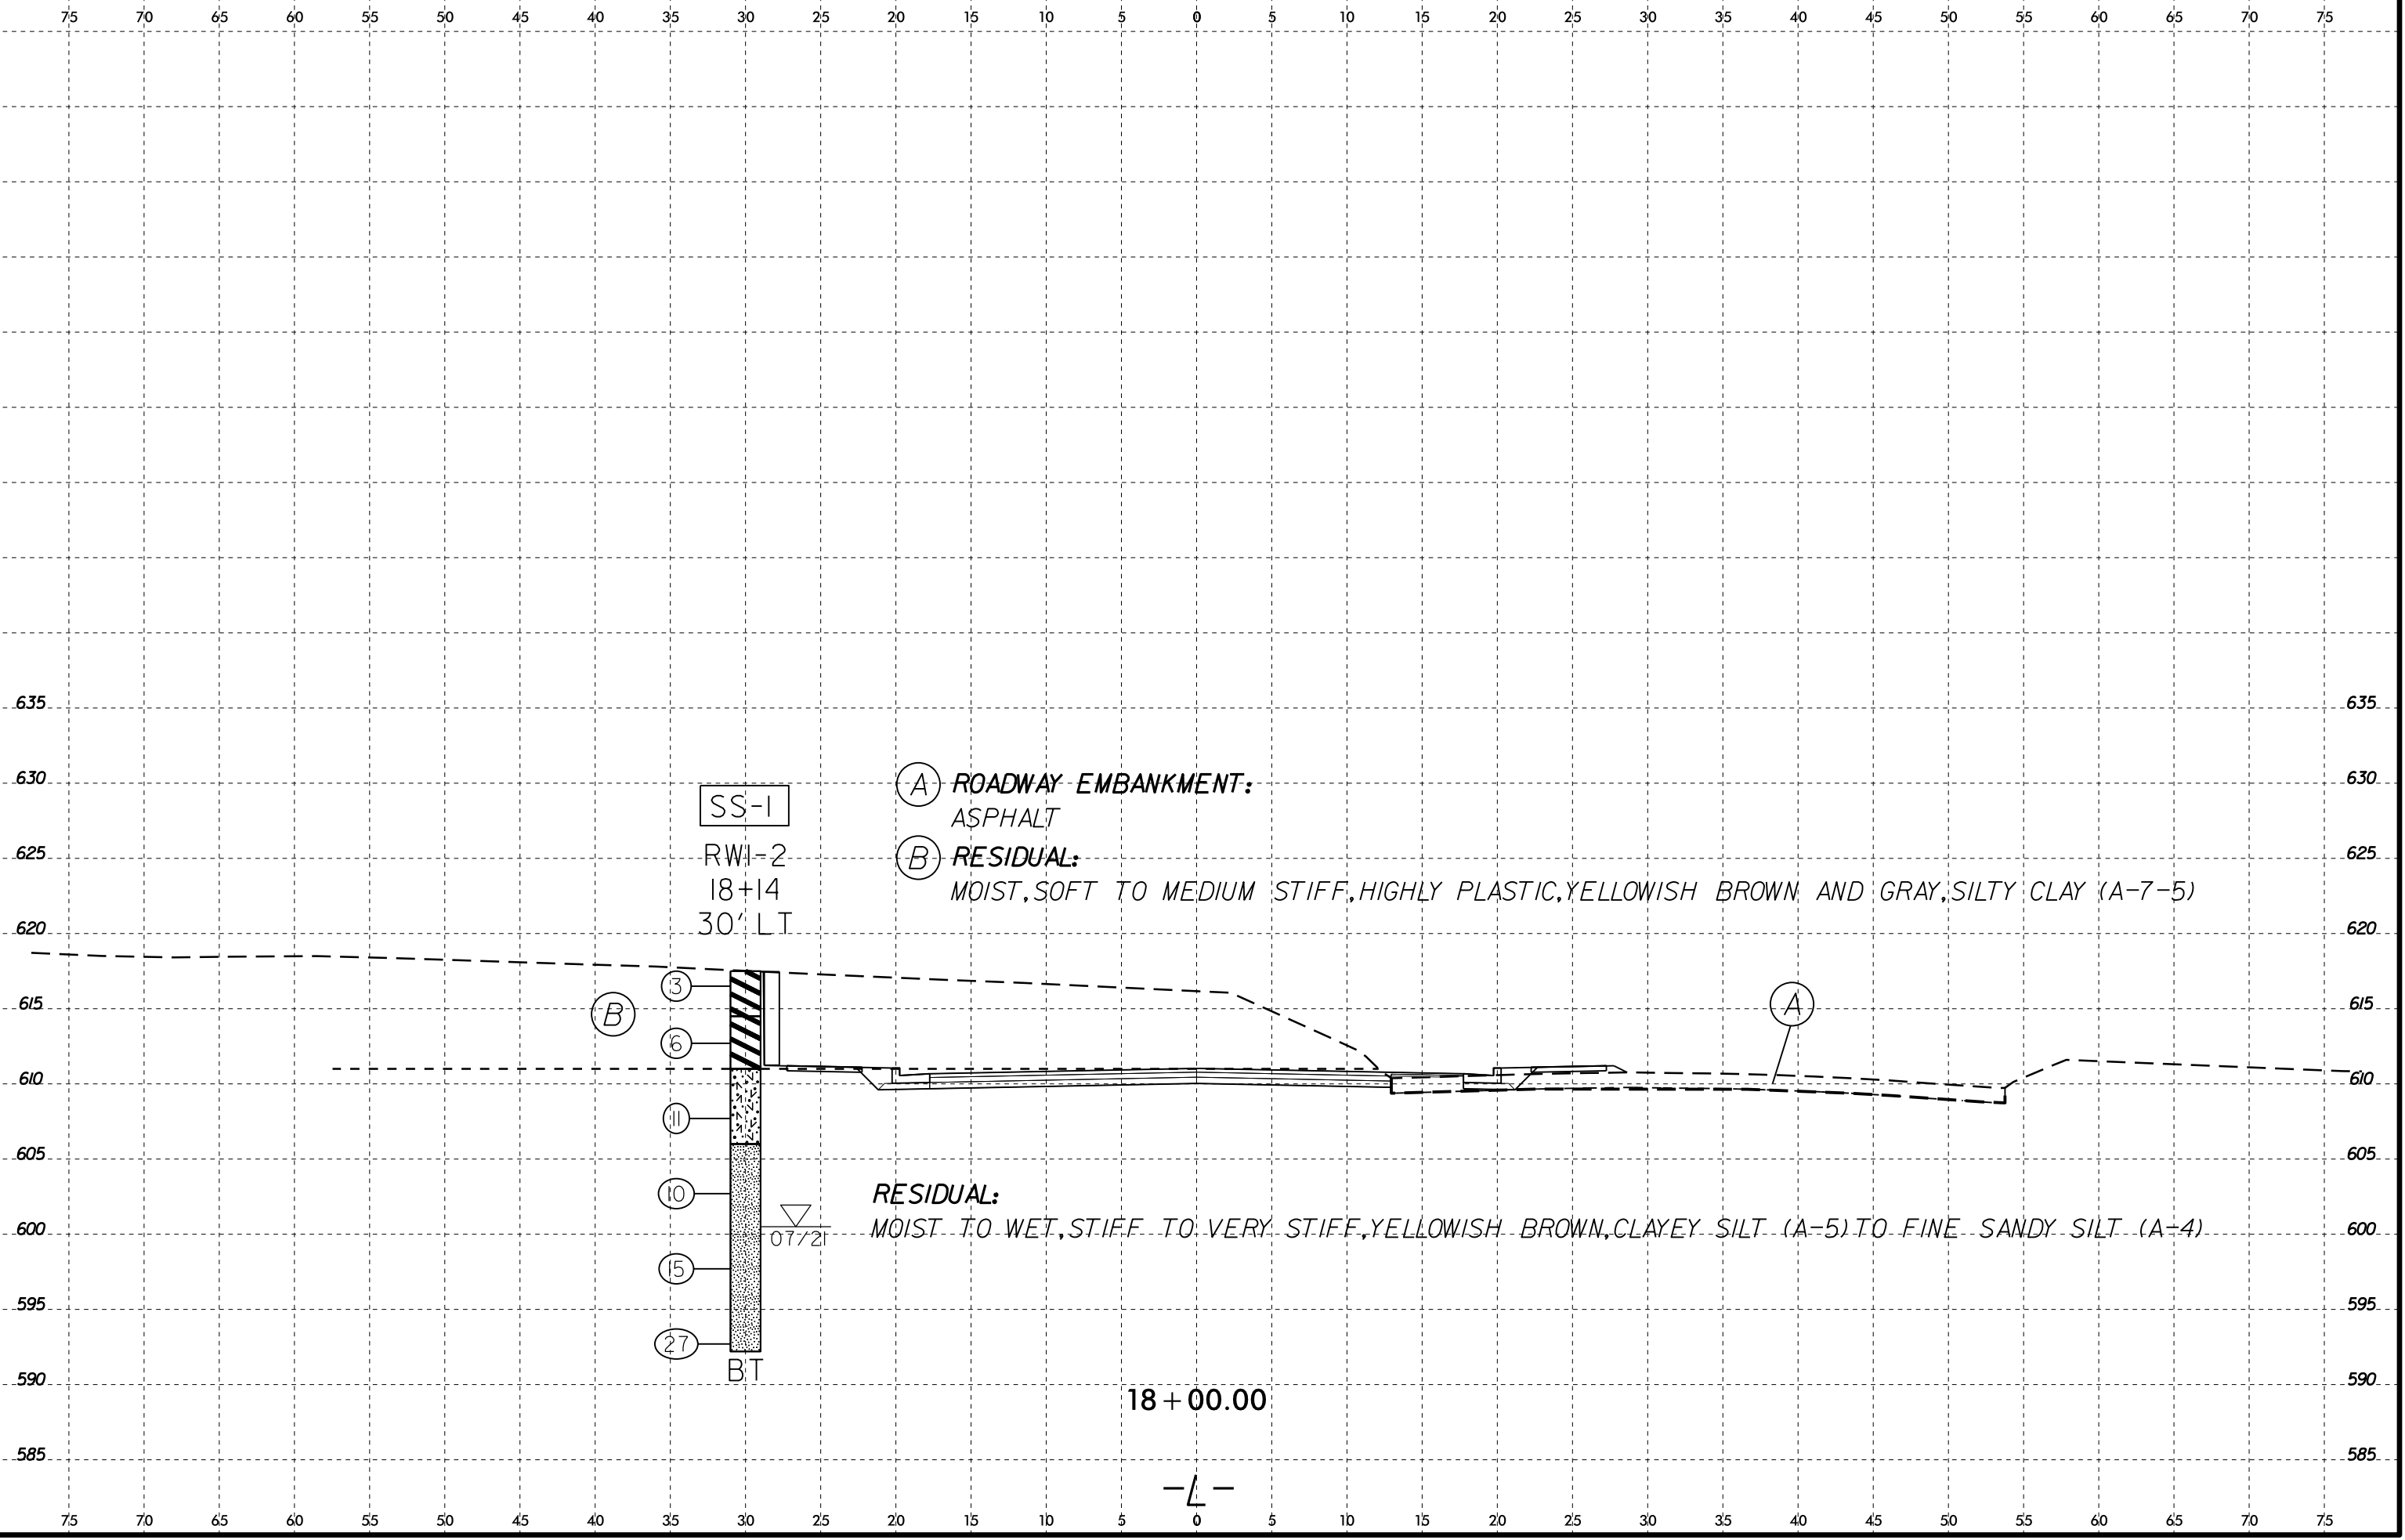 75 70 65 60 55 50 45 40 35 30 25 20 15 10 5 0 5 10 15 20 25 30 35 40 45 50 55 60 65 70 75
635 635
630 630
Ⓐ ROADWAY EMBANKMENT:
SS-1
ASPHALT
625 625
RW1-2
Ⓑ RESIDUAL:
18+14
MOIST,SOFT TO MEDIUM STIFF,HIGHLY PLASTIC,YELLOWISH BROWN AND GRAY,SILTY CLAY (A-7-5)
30' LT
620 620
3
615 615
B
A
6
610 610
11
605 605
10
RESIDUAL:
MOIST TO WET,STIFF TO VERY STIFF,YELLOWISH BROWN,CLAYEY SILT (A-5)TO FINE SANDY SILT (A-4)
600 600
07/21
15
595 595
27
BT
590 590
18+00.00
585 585
-L-
75 70 65 60 55 50 45 40 35 30 25 20 15 10 5 0 5 10 15 20 25 30 35 40 45 50 55 60 65 70 75